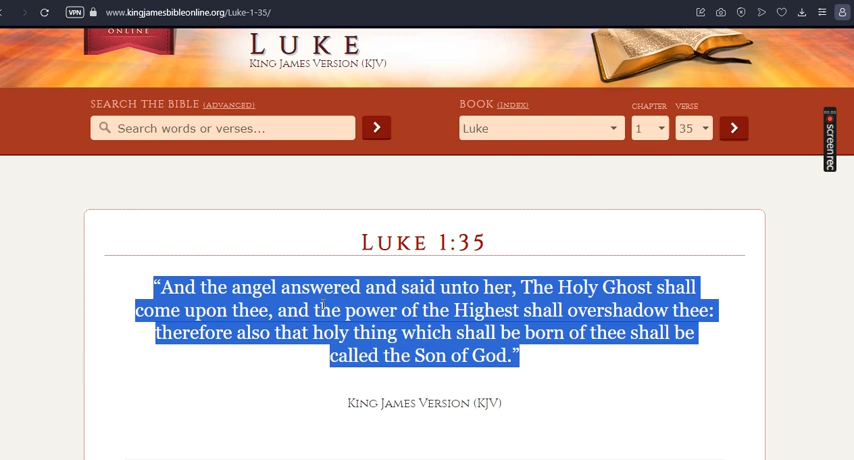 VPN www.kingjamesbibleonline.org/Luke-1-35/
ONLINE
LUKE
KING JAMES VERSION (KJV)
SEARCH THE BIBLE (ADVANCED)
BOOK (INDEX)
CHAPTER
VERSE
Search words or verses...
Luke
1
35
screenrec
LUKE 1:35
“And the angel answered and said unto her, The Holy Ghost shall
come upon thee, and the power of the Highest shall overshadow thee:
therefore also that holy thing which shall be born of thee shall be
called the Son of God.”
KING JAMES VERSION (KJV)